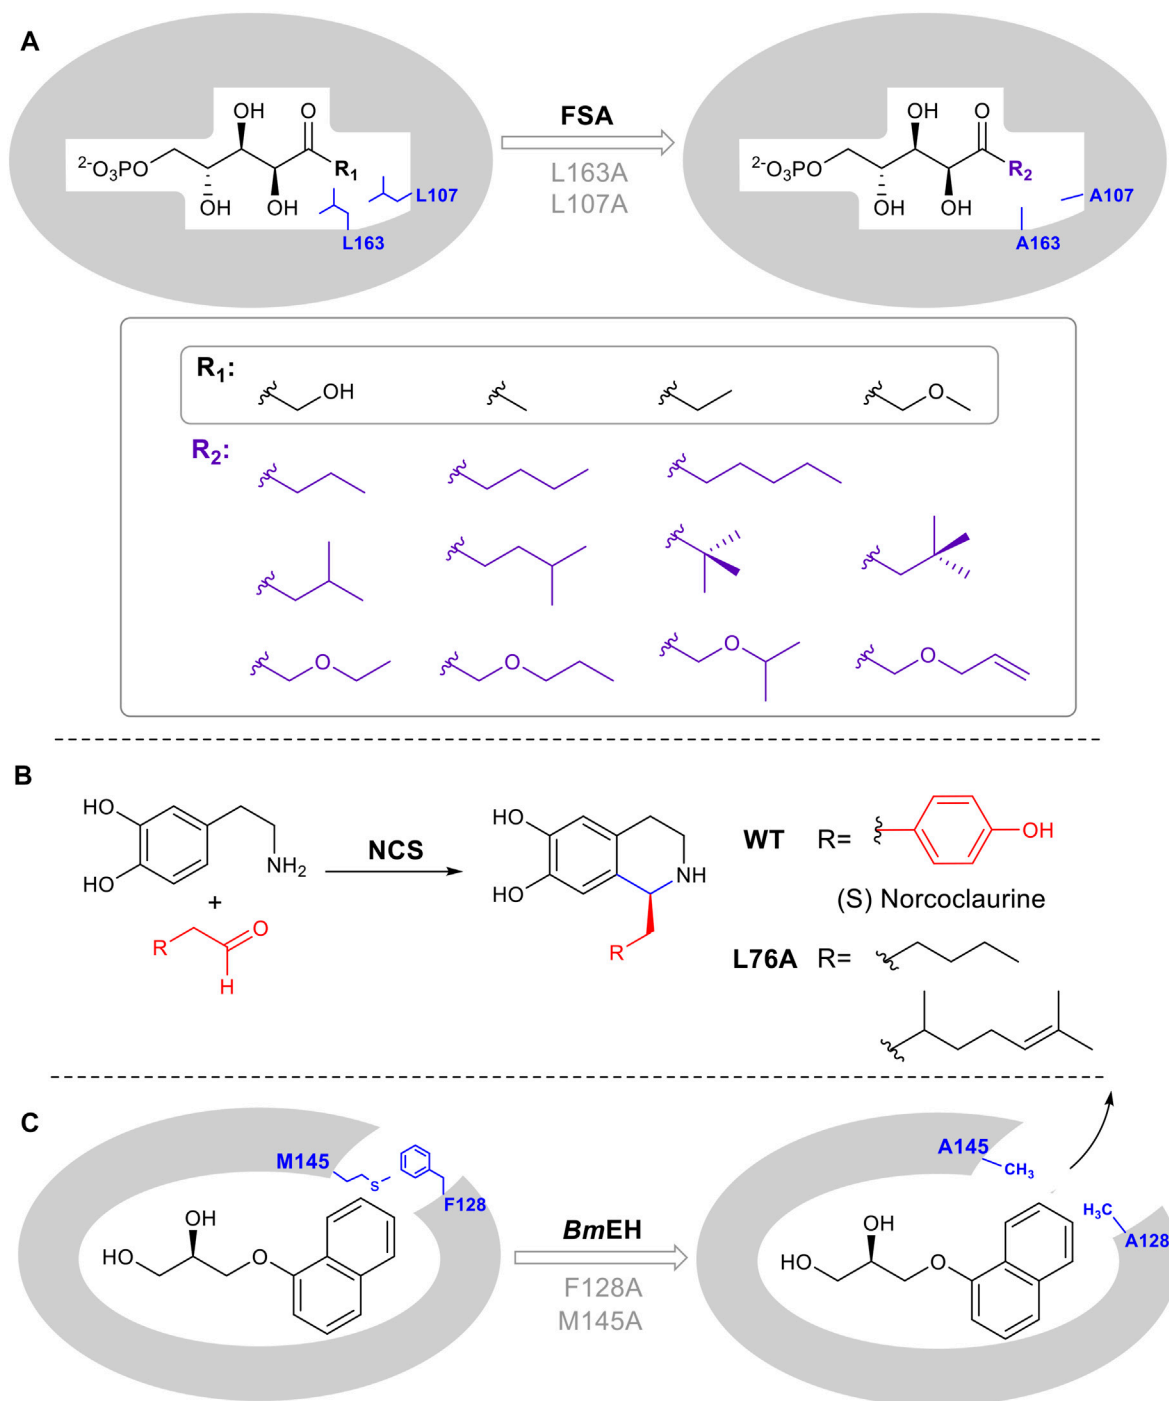 A
OH O
²⁻O₃PO R₁
OH OH
L107
L163
FSA
L163A
L107A
OH O
²⁻O₃PO R₂
OH OH
A107
A163
R₁:
OH
O
R₂:
O O O O
B
HO
HO
NH₂
+
R O
H
NCS
HO
HO
NH
R
WT R= OH
(S) Norcoclaurine
L76A R=
C
M145
S
F128
OH
HO O
BmEH
F128A
M145A
A145
CH₃
H₃C
A128
OH
HO O